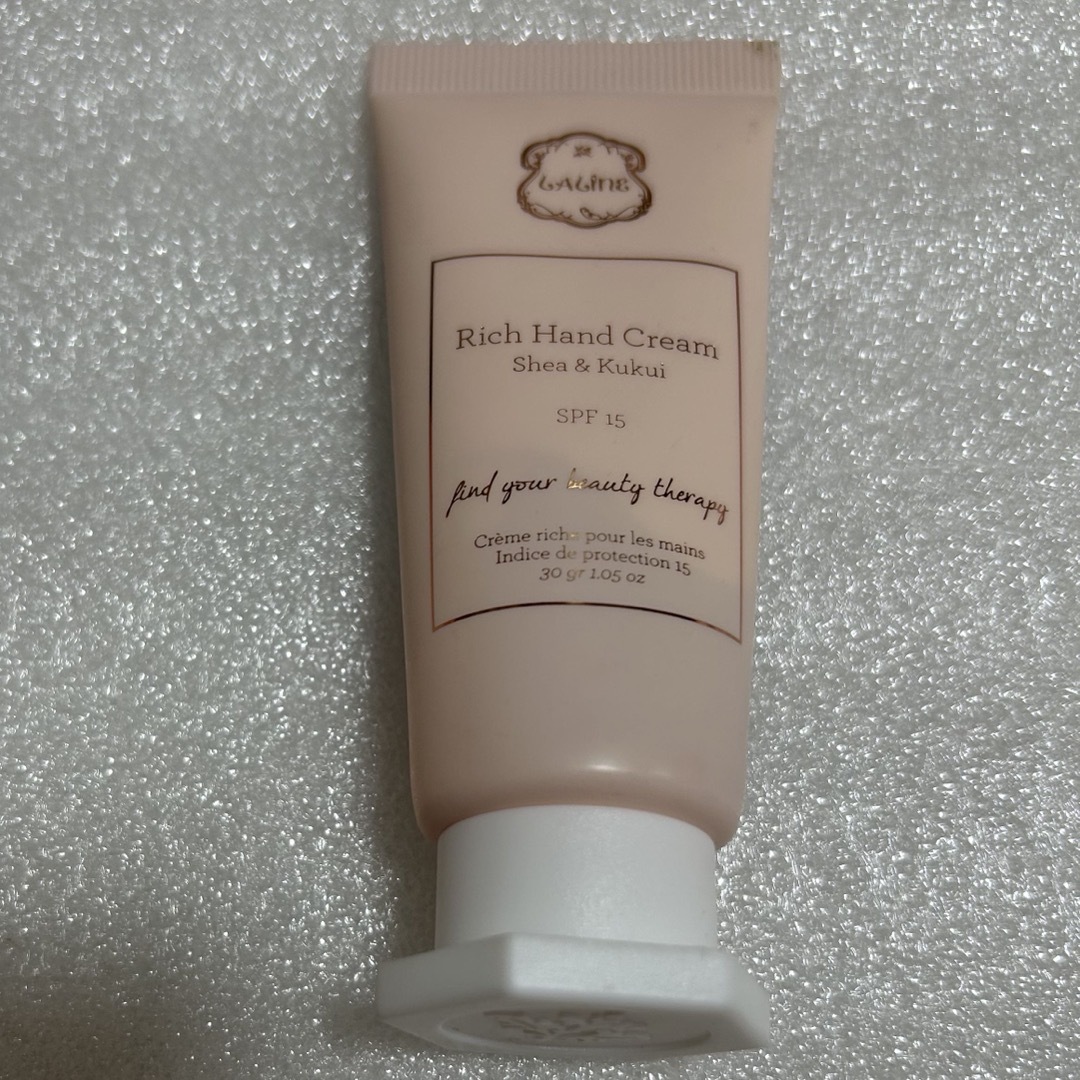 LALINE
Rich Hand Cream
Shea & Kukui
SPF 15
find your beauty therapy
Crème riche pour les mains
Indice de protection 15
30 gr 1.05 oz